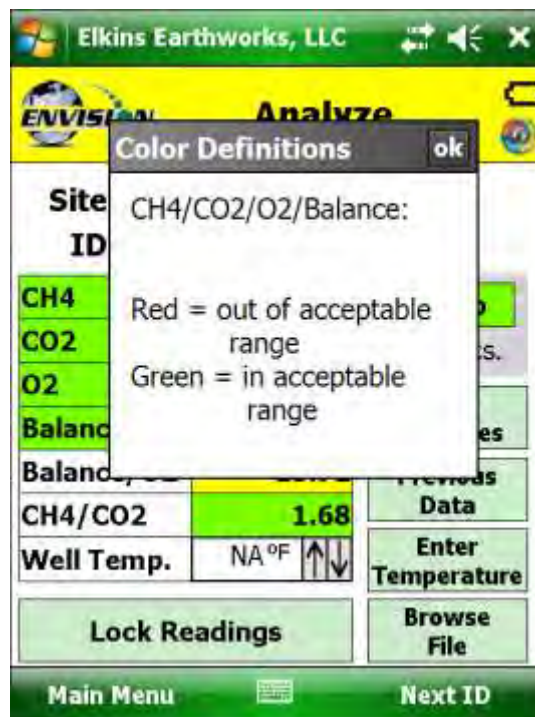 Elkins Earthworks, LLC
Analyze
Color Definitions ok
CH4/CO2/O2/Balance:
Red = out of acceptable
range
Green = in acceptable
range
Site
ID
CH4
CO2
O2
Balanc
CH4/CO2 1.68
Well Temp. NA ºF
Data
Enter
Temperature
Lock Readings
Browse
File
Main Menu
Next ID